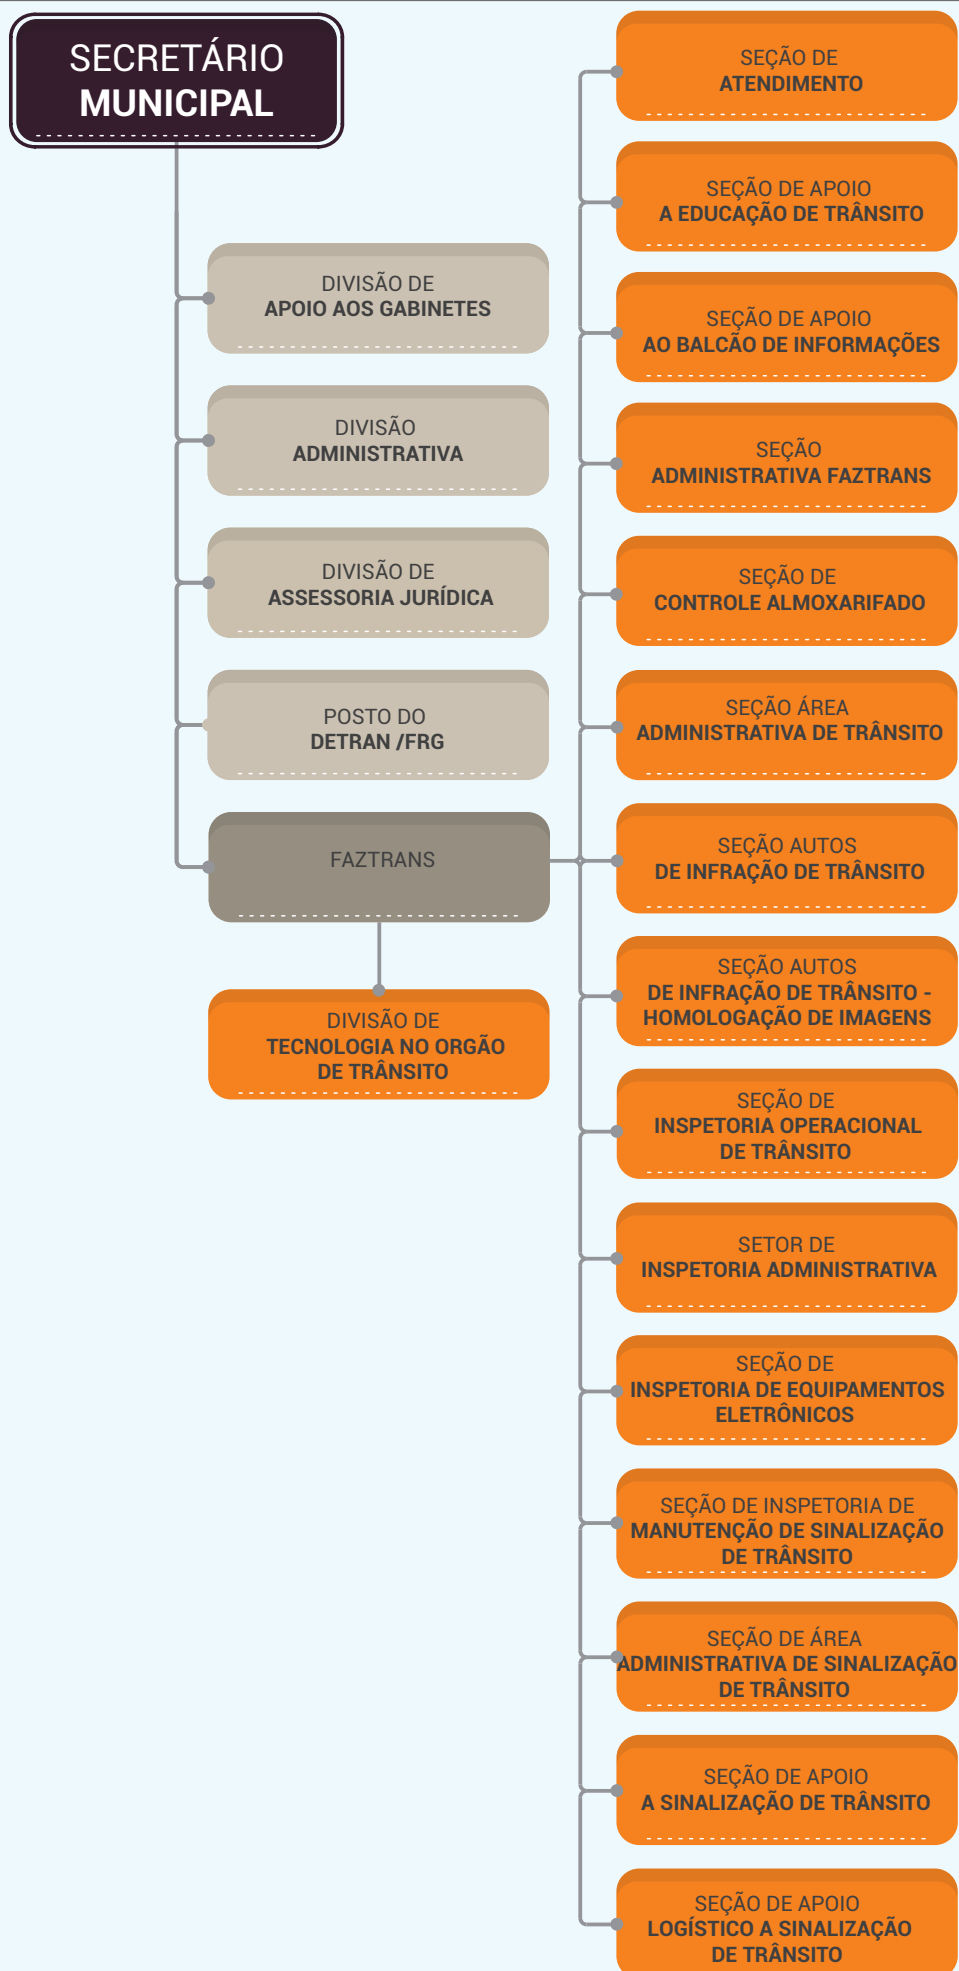 SECRETÁRIO
MUNICIPAL
DIVISÃO DE
APOIO AOS GABINETES
DIVISÃO
ADMINISTRATIVA
DIVISÃO DE
ASSESSORIA JURÍDICA
POSTO DO
DETRAN /FRG
FAZTRANS
DIVISÃO DE
TECNOLOGIA NO ORGÃO
DE TRÂNSITO
SEÇÃO DE
ATENDIMENTO
SEÇÃO DE APOIO
A EDUCAÇÃO DE TRÂNSITO
SEÇÃO DE APOIO
AO BALCÃO DE INFORMAÇÕES
SEÇÃO
ADMINISTRATIVA FAZTRANS
SEÇÃO DE
CONTROLE ALMOXARIFADO
SEÇÃO ÁREA
ADMINISTRATIVA DE TRÂNSITO
SEÇÃO AUTOS
DE INFRAÇÃO DE TRÂNSITO
SEÇÃO AUTOS
DE INFRAÇÃO DE TRÂNSITO -
HOMOLOGAÇÃO DE IMAGENS
SEÇÃO DE
INSPETORIA OPERACIONAL
DE TRÂNSITO
SETOR DE
INSPETORIA ADMINISTRATIVA
SEÇÃO DE
INSPETORIA DE EQUIPAMENTOS
ELETRÔNICOS
SEÇÃO DE INSPETORIA DE
MANUTENÇÃO DE SINALIZAÇÃO
DE TRÂNSITO
SEÇÃO DE ÁREA
ADMINISTRATIVA DE SINALIZAÇÃO
DE TRÂNSITO
SEÇÃO DE APOIO
A SINALIZAÇÃO DE TRÂNSITO
SEÇÃO DE APOIO
LOGÍSTICO A SINALIZAÇÃO
DE TRÂNSITO